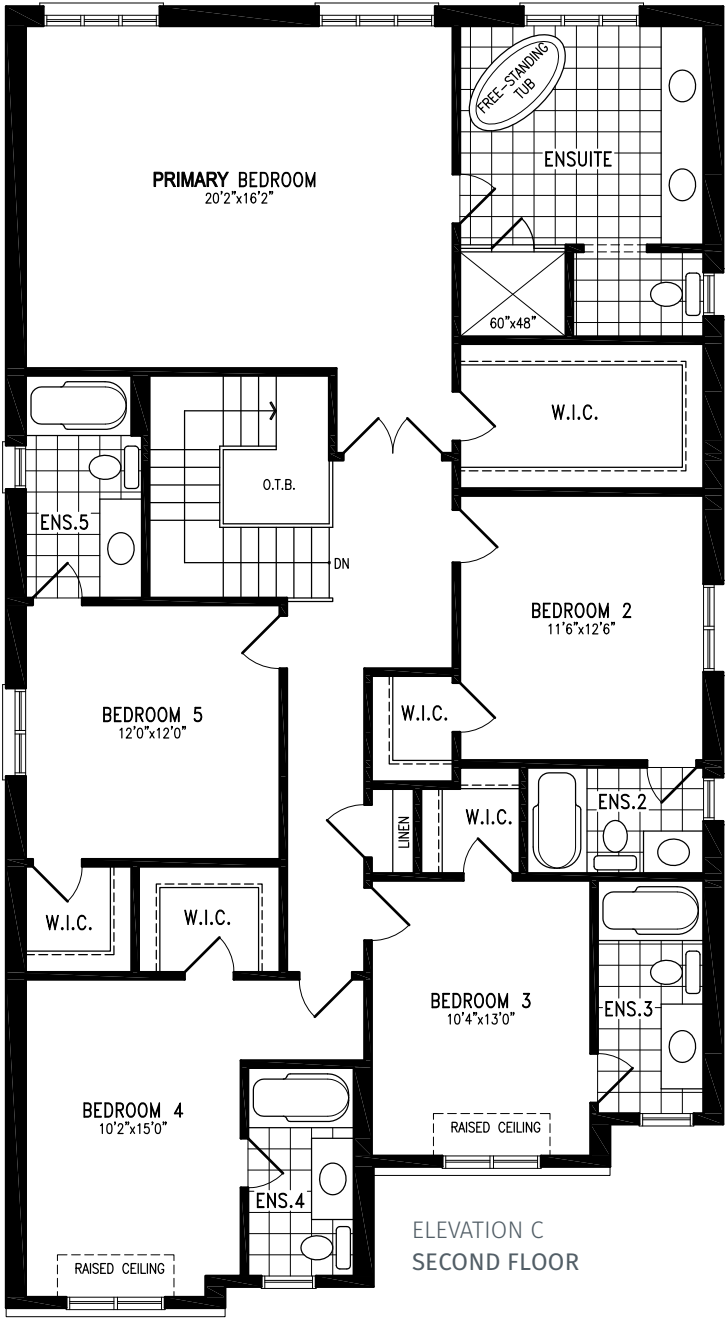 FREE-STANDING
TUB
ENSUITE
PRIMARY BEDROOM
20'2"x16'2"
60"x48"
W.I.C.
O.T.B.
ENS.5
DN
BEDROOM 2
11'6"x12'6"
W.I.C.
BEDROOM 5
12'0"x12'0"
ENS.2
W.I.C.
LINEN
W.I.C.
W.I.C.
BEDROOM 3
10'4"x13'0"
ENS.3
BEDROOM 4
10'2"x15'0"
RAISED CEILING
ENS.4
RAISED CEILING
ELEVATION C
SECOND FLOOR